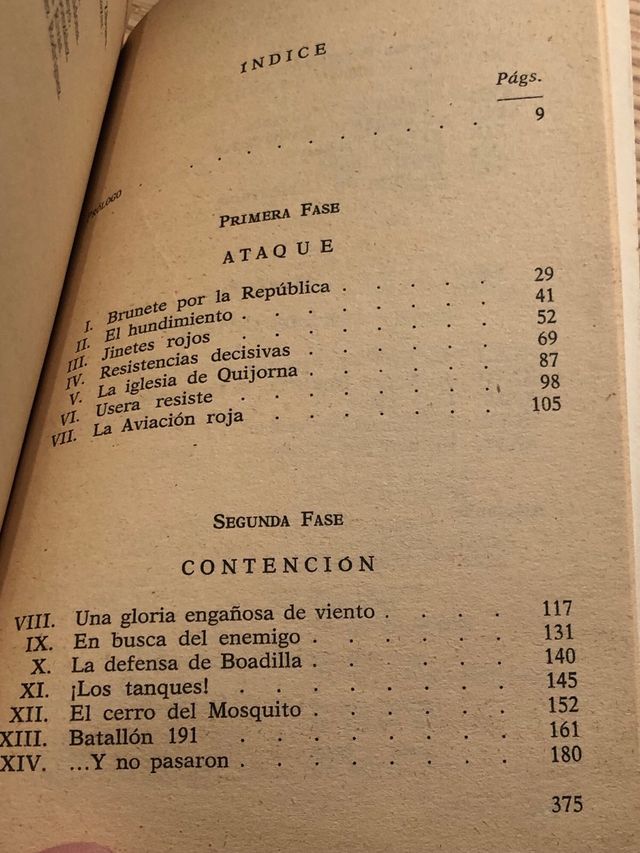 ÍNDICE
Págs.
PRÓLOGO . . . . . . . . . 9
PRIMERA FASE
ATAQUE
I. Brunete por la República . . . . . 29
II. El hundimiento . . . . . . . 41
III. Jinetes rojos . . . . . . . 52
IV. Resistencias decisivas . . . . . . 69
V. La iglesia de Quijorna . . . . . . 87
VI. Usera resiste . . . . . . . 98
VII. La Aviación roja . . . . . . . 105
SEGUNDA FASE
CONTENCIÓN
VIII. Una gloria engañosa de viento . . . . 117
IX. En busca del enemigo . . . . . . 131
X. La defensa de Boadilla . . . . . . 140
XI. ¡Los tanques! . . . . . . . . 145
XII. El cerro del Mosquito . . . . . . 152
XIII. Batallón 191 . . . . . . . . 161
XIV. ...Y no pasaron . . . . . . . . 180
375